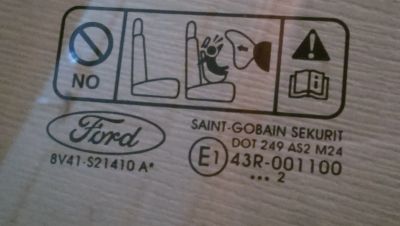 NO
Ford
8V41-S21410 A*
SAINT-GOBAIN SEKURIT
DOT 249 AS2 M24
E1 43R-001100
... 2